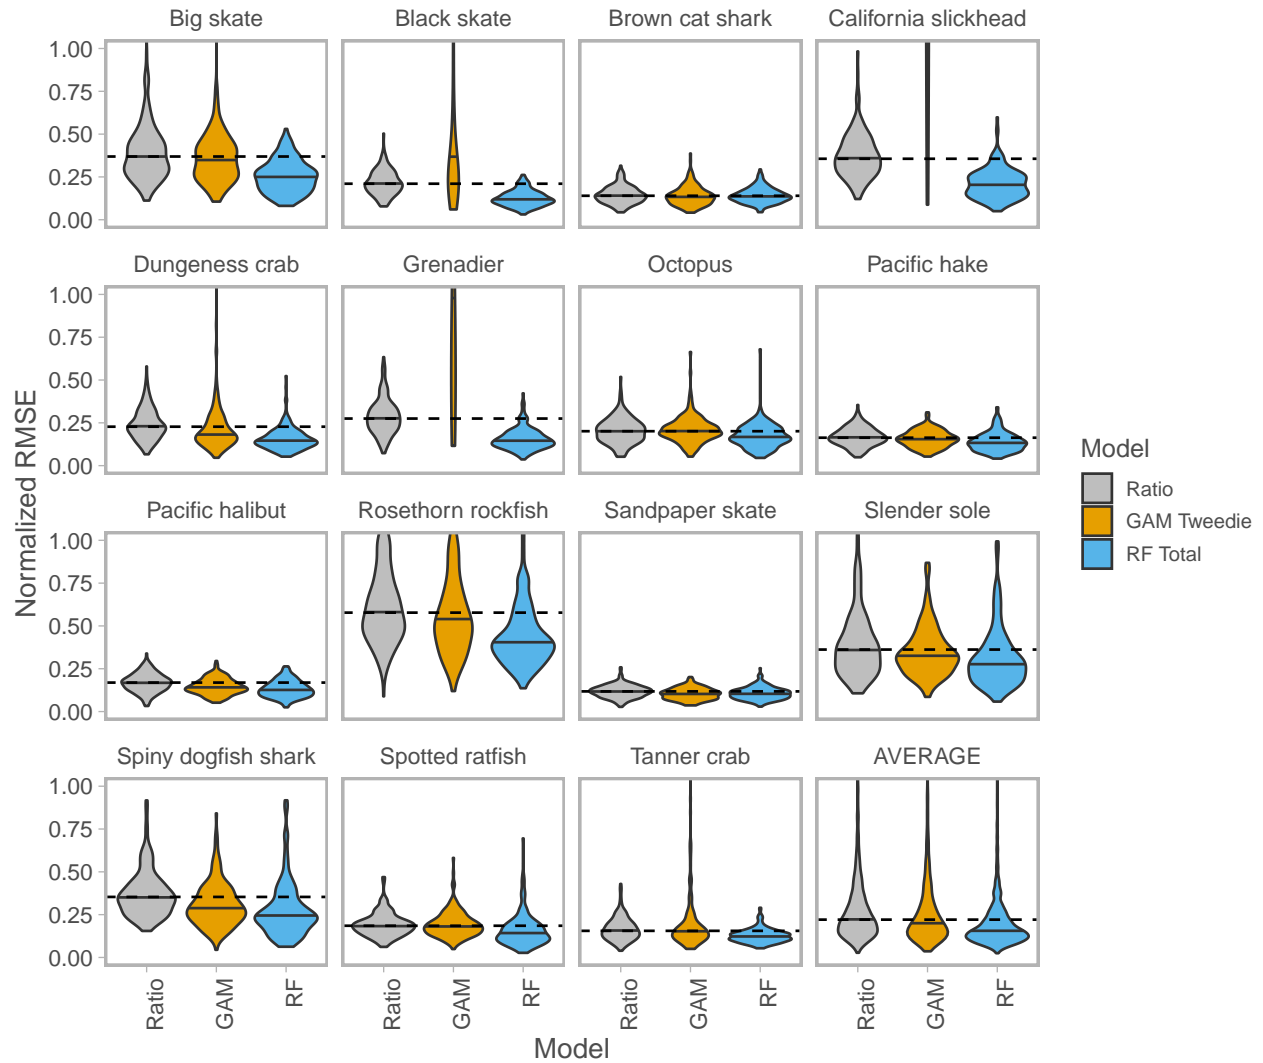 Big skate
Black skate
Brown cat shark
California slickhead
1.00
0.75
0.50
0.25
0.00
Dungeness crab
Grenadier
Octopus
Pacific hake
1.00
0.75
0.50
0.25
0.00
Pacific halibut
Rosethorn rockfish
Sandpaper skate
Slender sole
1.00
0.75
0.50
0.25
0.00
Spiny dogfish shark
Spotted ratfish
Tanner crab
AVERAGE
1.00
0.75
0.50
0.25
0.00
Normalized RMSE
Ratio
GAM
RF
Ratio
GAM
RF
Ratio
GAM
RF
Ratio
GAM
RF
Model
Model
Ratio
GAM Tweedie
RF Total